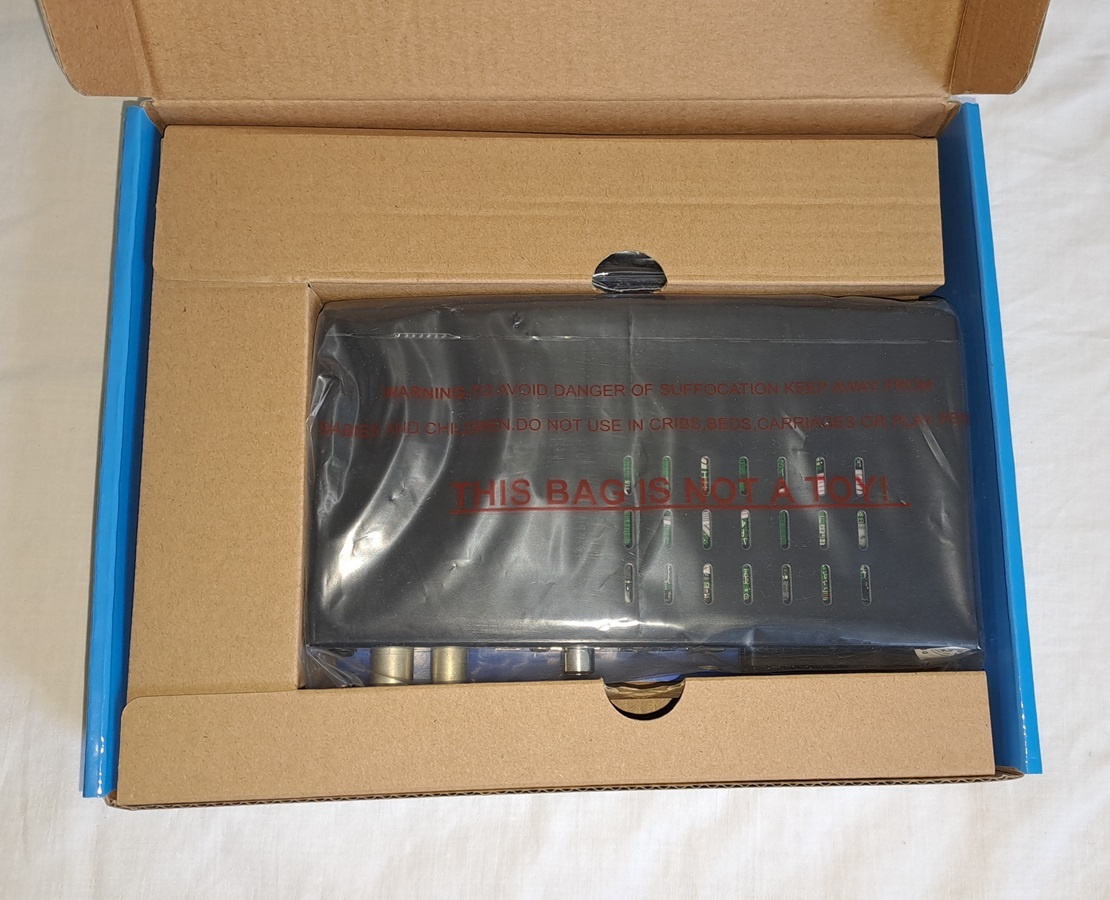 WARNING:TO AVOID DANGER OF SUFFOCATION KEEP AWAY FROM
BABIES AND CHILDREN.DO NOT USE IN CRIBS,BEDS,CARRIAGES OR PLAY PEN
THIS BAG IS NOT A TOY!